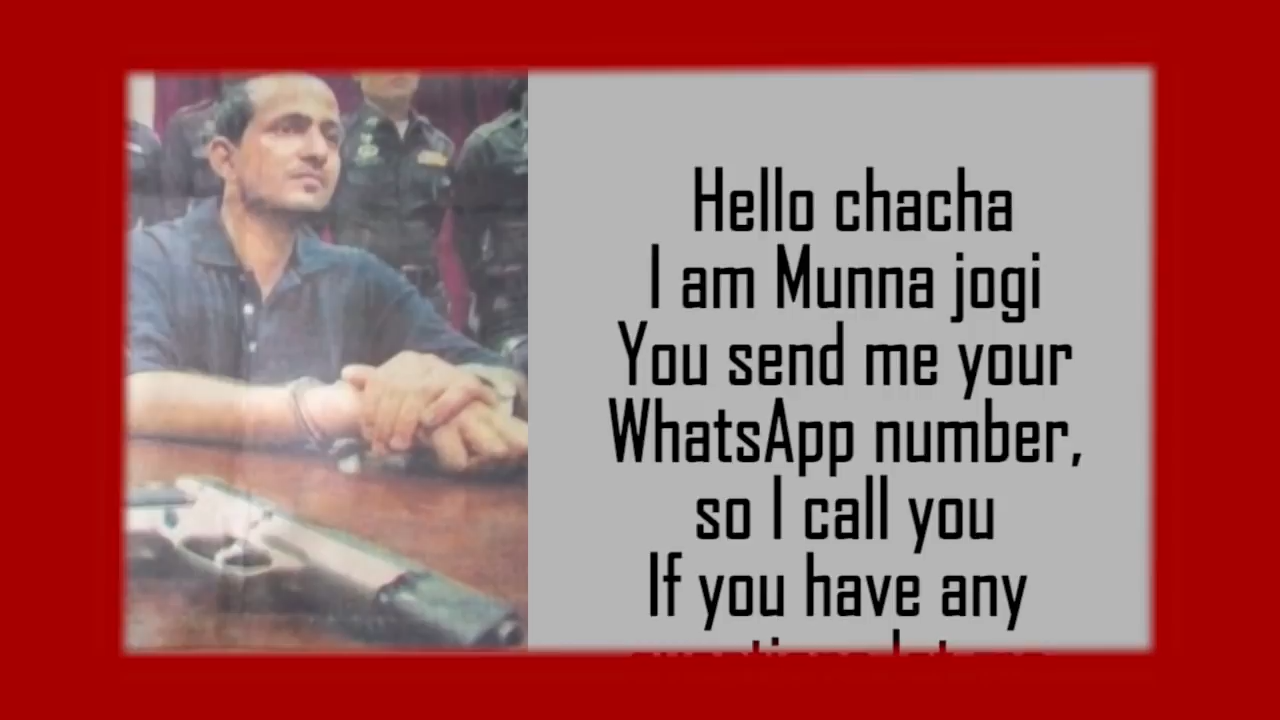 Hello chacha
I am Munna jogi
You send me your
WhatsApp number,
so I call you
If you have any